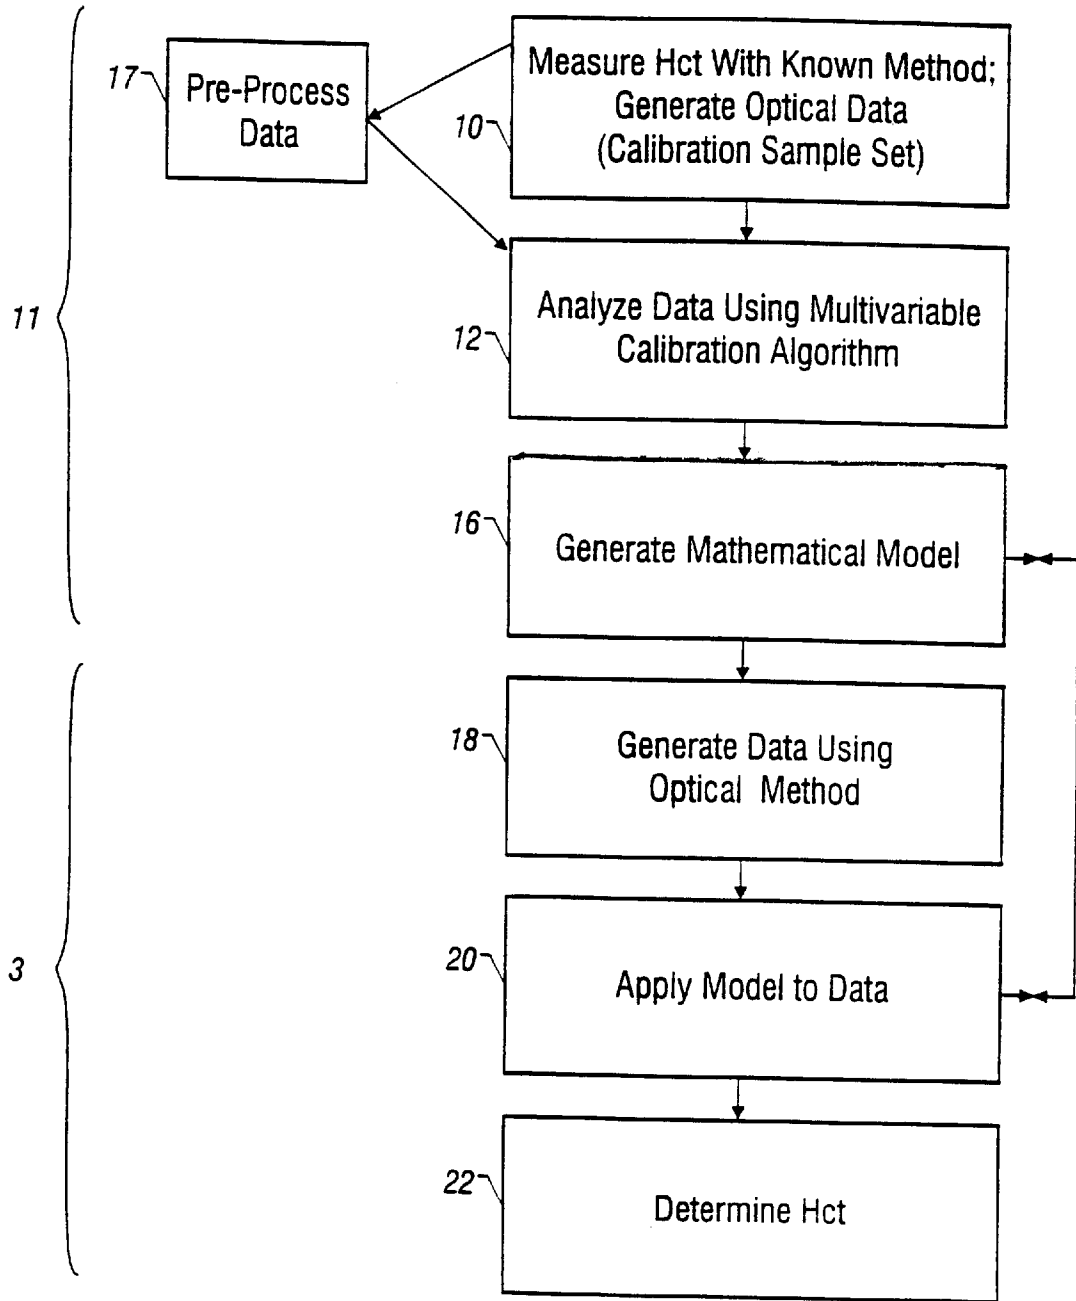 17
Pre-Process
Data
10
Measure Hct With Known Method;
Generate Optical Data
(Calibration Sample Set)
11
12
Analyze Data Using Multivariable
Calibration Algorithm
16
Generate Mathematical Model
18
Generate Data Using
Optical Method
3
20
Apply Model to Data
22
Determine Hct